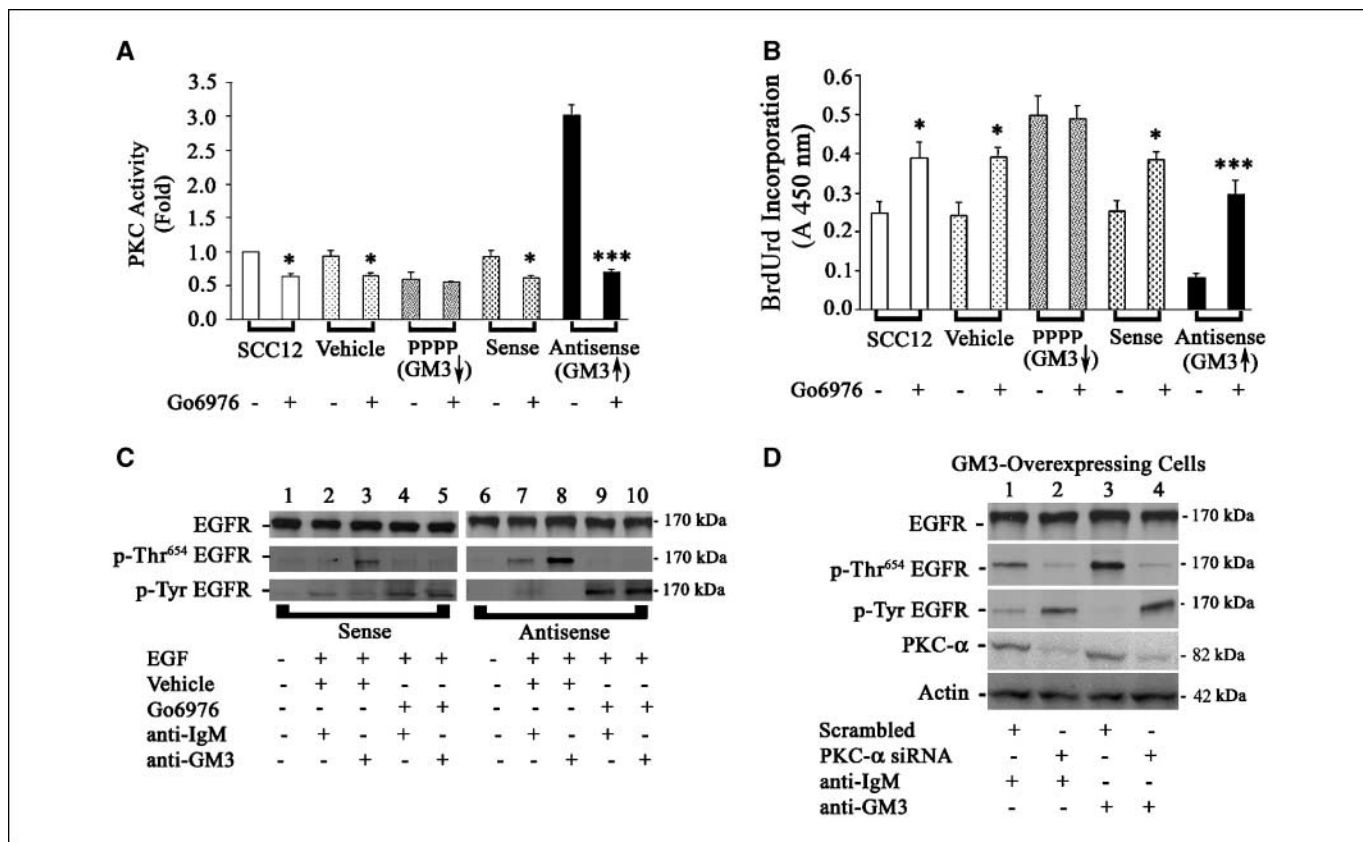 A
PKC Activity
(Fold)
3.5
3.0
2.5
2.0
1.5
1.0
0.5
0.0
* * * ***
SCC12 Vehicle PPPP Sense Antisense
(GM3↓) (GM3↑)
Go6976 - + - + - + - + - +
B
BrdUrd Incorporation
(A 450 nm)
0.6
0.5
0.4
0.3
0.2
0.1
0.0
* * * ***
SCC12 Vehicle PPPP Sense Antisense
(GM3↓) (GM3↑)
Go6976 - + - + - + - + - +
C
1 2 3 4 5 6 7 8 9 10
EGFR - - 170 kDa
p-Thr654 EGFR - 170 kDa
p-Tyr EGFR - 170 kDa
Sense Antisense
EGF - + + + + - + + + +
Vehicle - + + - - - + + - -
Go6976 - - - + + - - - + +
anti-IgM - + - + - - + - + -
anti-GM3 - - + - + - - + - +
D
GM3-Overexpressing Cells
1 2 3 4
EGFR - - 170 kDa
p-Thr654 EGFR - - 170 kDa
p-Tyr EGFR - - 170 kDa
PKC-α - - 82 kDa
Actin - - 42 kDa
Scrambled + - + -
PKC-α siRNA - + - +
anti-IgM + + - -
anti-GM3 - - + +